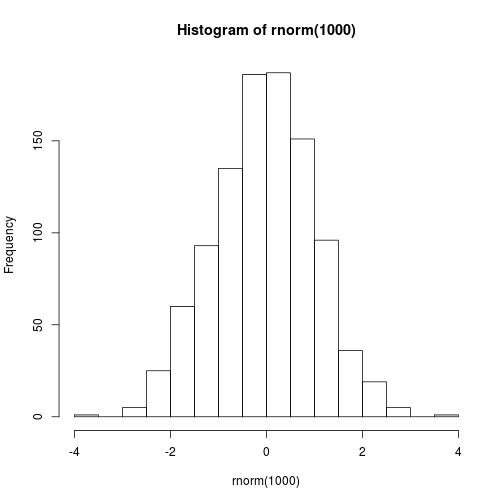 Histogram of rnorm(1000)
Frequency
150
100
50
0
-4 -2 0 2 4
rnorm(1000)